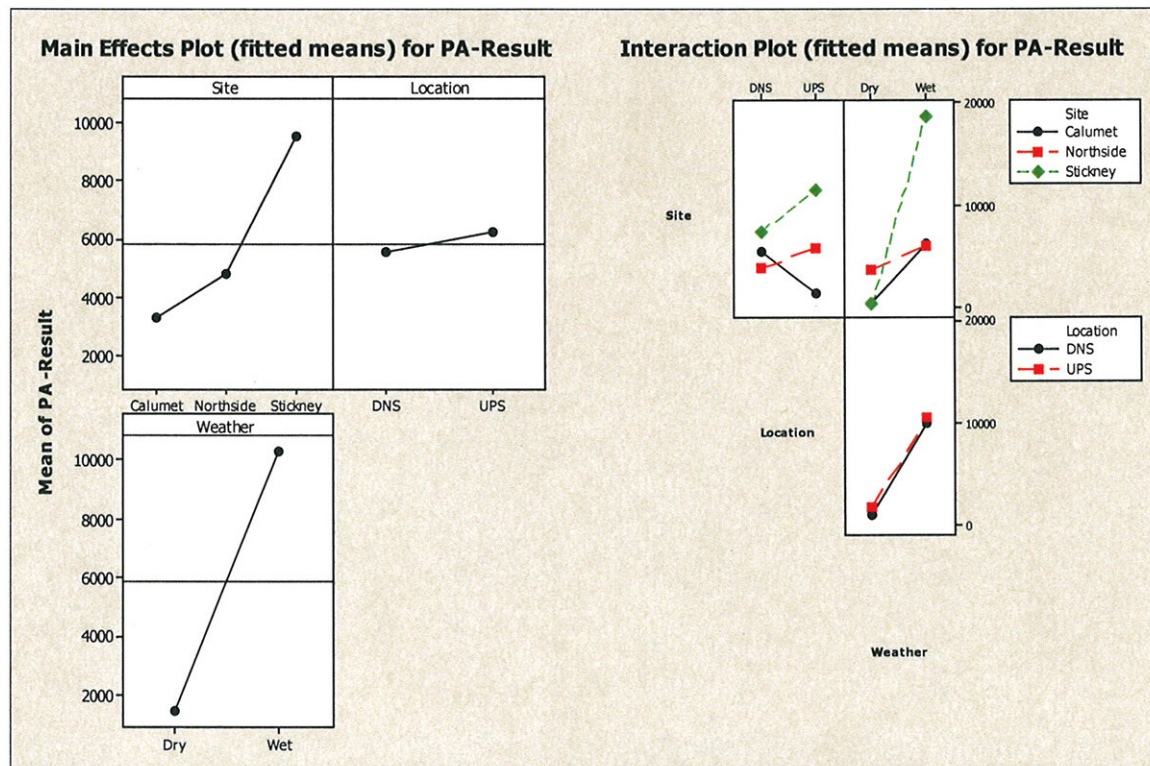 Main Effects Plot (fitted means) for PA-Result
Mean of PA-Result
Site
Location
10000
8000
6000
4000
2000
Calumet
Northside
Stickney
DNS
UPS
Weather
10000
8000
6000
4000
2000
Dry
Wet
Interaction Plot (fitted means) for PA-Result
DNS
UPS
Dry
Wet
Site
20000
10000
0
Site
Calumet
Northside
Stickney
Location
20000
10000
0
Location
DNS
UPS
Weather